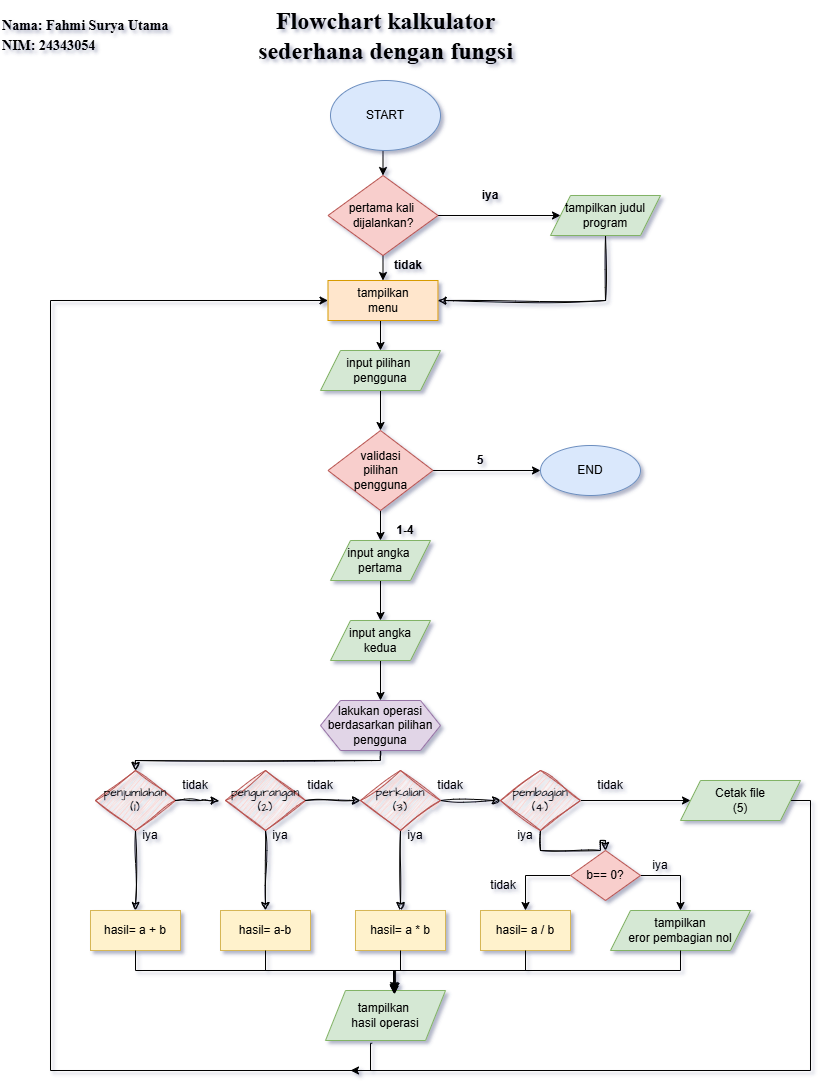 Nama: Fahmi Surya Utama
NIM: 24343054
Flowchart kalkulator
sederhana dengan fungsi
START
pertama kali
dijalankan?
iya
tampilkan judul
program
tidak
tampilkan
menu
input pilihan
pengguna
validasi
pilihan
pengguna
5
END
1-4
input angka
pertama
input angka
kedua
lakukan operasi
berdasarkan pilihan
pengguna
penjumlahan
(1)
tidak
pengurangan
(2)
tidak
perkalian
(3)
tidak
pembagian
(4)
tidak
Cetak file
(5)
iya
iya
iya
iya
b== 0?
tidak
iya
hasil= a + b
hasil= a-b
hasil= a * b
hasil= a / b
tampilkan
eror pembagian nol
tampilkan
hasil operasi